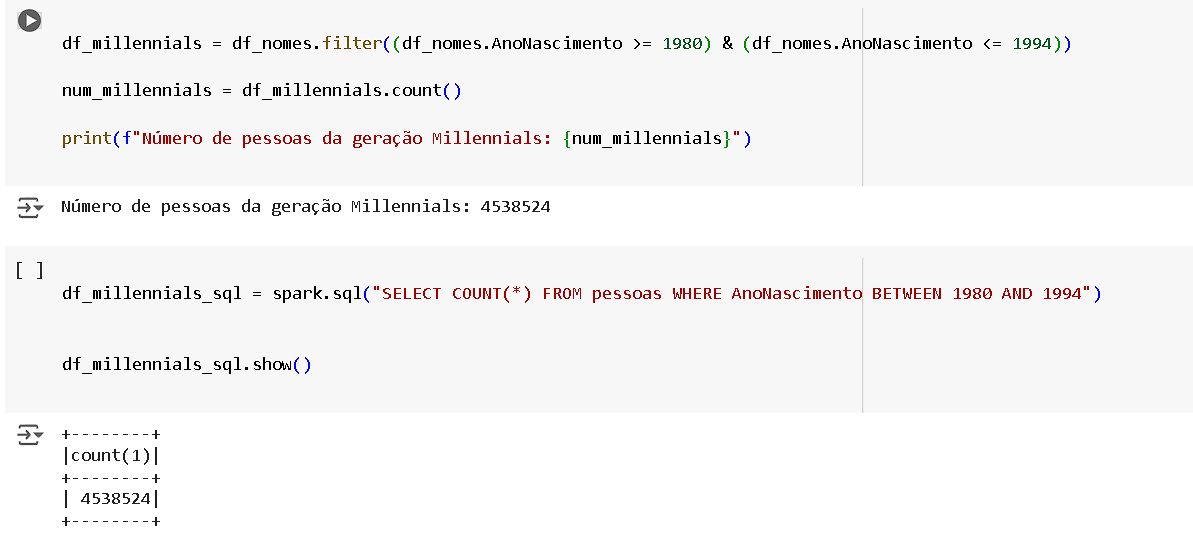 df_millennials = df_nomes.filter((df_nomes.AnoNascimento >= 1980) & (df_nomes.AnoNascimento <= 1994))
num_millennials = df_millennials.count()
print(f"Número de pessoas da geração Millennials: {num_millennials}")
Número de pessoas da geração Millennials: 4538524
[ ]
df_millennials_sql = spark.sql("SELECT COUNT(*) FROM pessoas WHERE AnoNascimento BETWEEN 1980 AND 1994")
df_millennials_sql.show()
+--------+
|count(1)|
+--------+
| 4538524|
+--------+